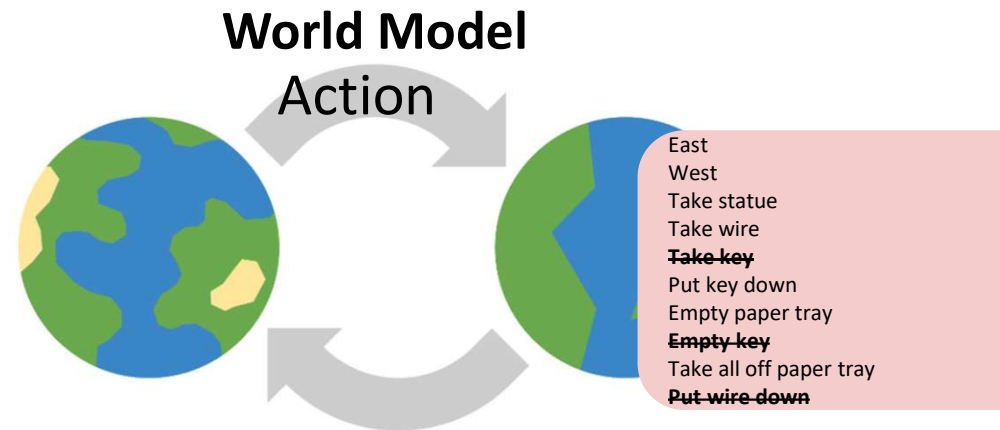 World Model
Action
East
West
Take statue
Take wire
Take key
Put key down
Empty paper tray
Empty key
Take all off paper tray
Put wire down